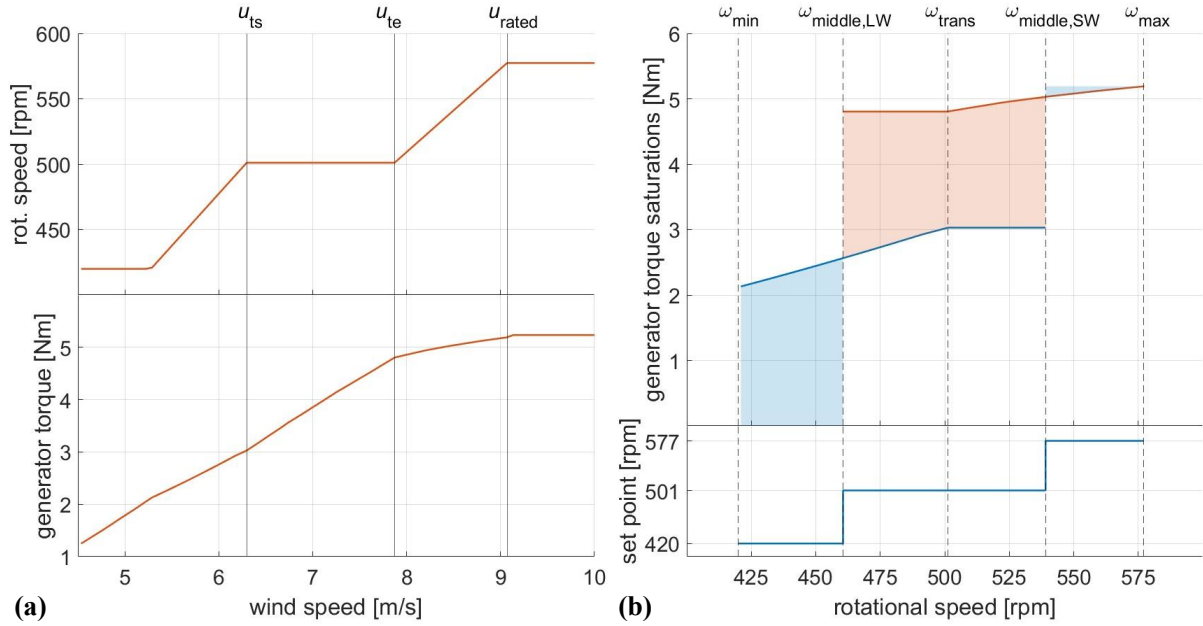 u_ts u_te u_rated
600
550
500
450
rot. speed [rpm]
5
4
3
2
1
generator torque [Nm]
5 6 7 8 9 10
wind speed [m/s]
(a)
ω_min ω_middle,LW ω_trans ω_middle,SW ω_max
6
5
4
3
2
1
generator torque saturations [Nm]
577
501
420
set point [rpm]
425 450 475 500 525 550 575
rotational speed [rpm]
(b)